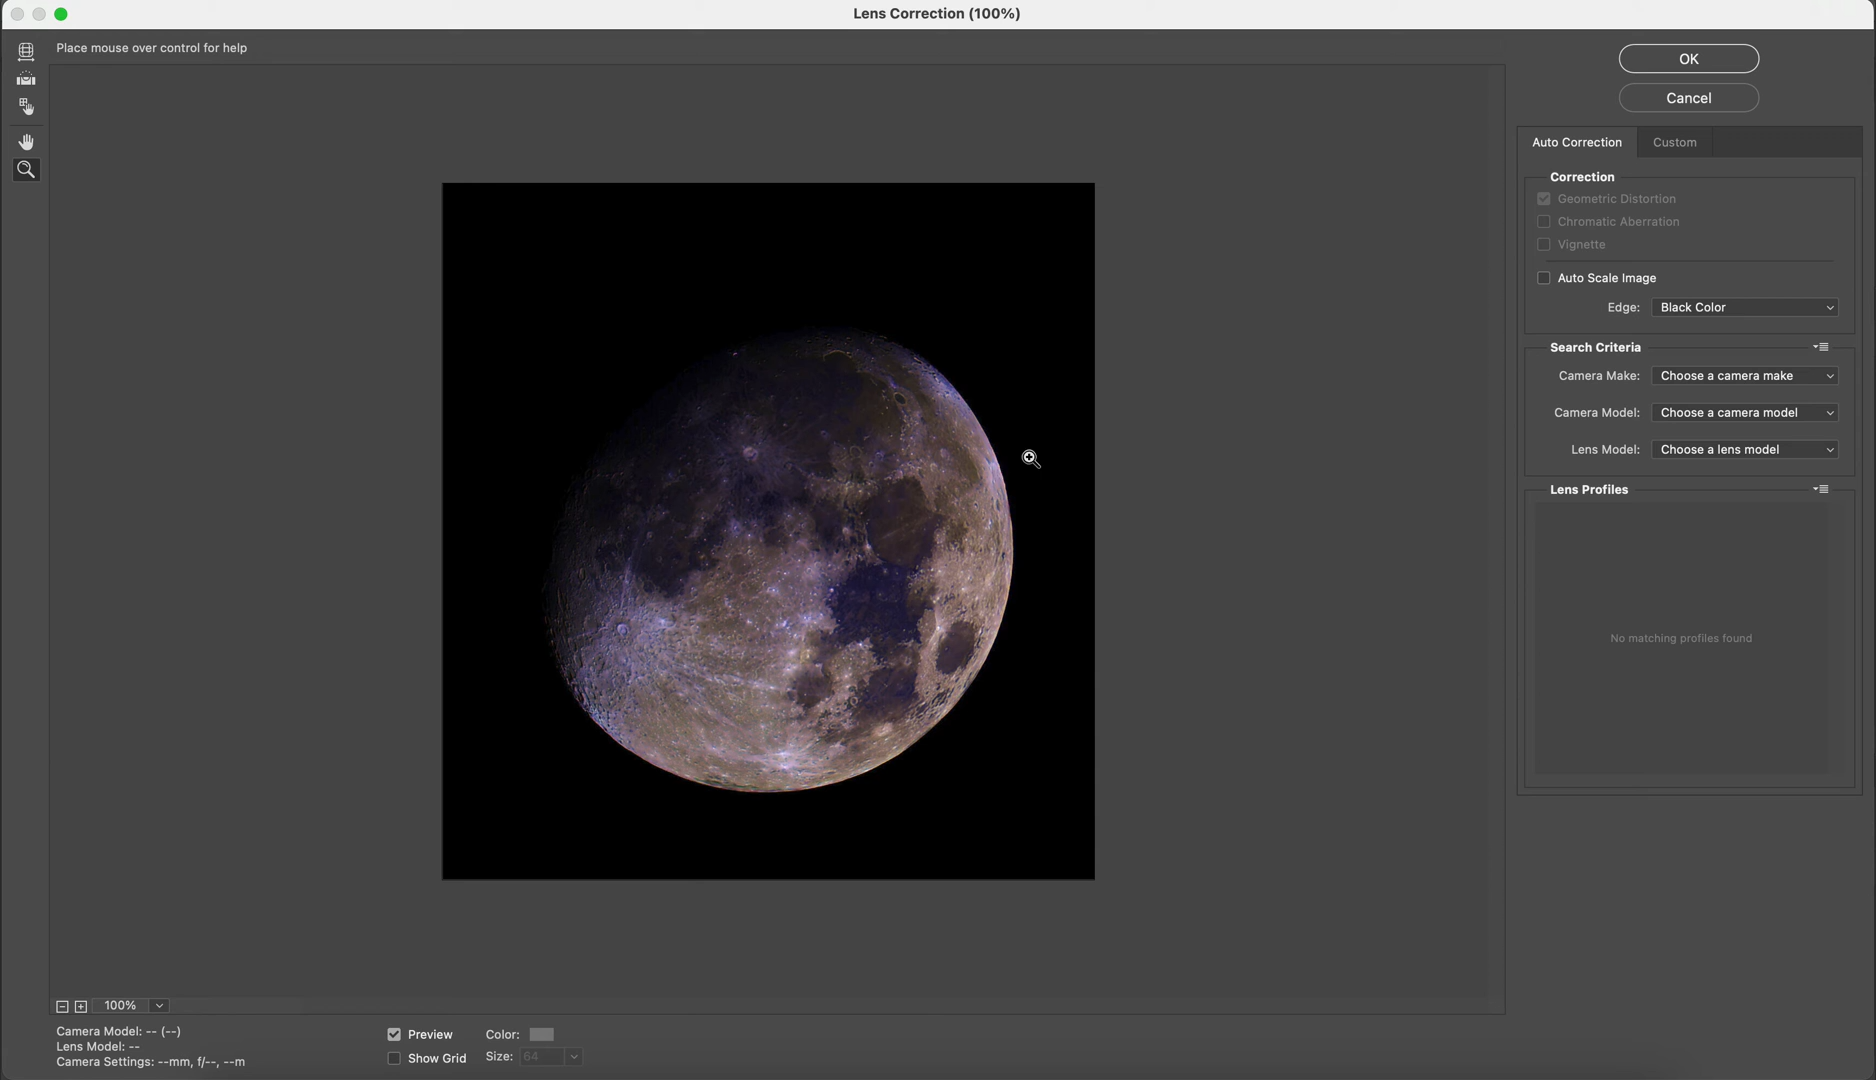 Lens Correction (100%)
Place mouse over control for help
OK
Cancel
Auto Correction Custom
Correction
Geometric Distortion
Chromatic Aberration
Vignette
Auto Scale Image
Edge: Black Color
Search Criteria
Camera Make: Choose a camera make
Camera Model: Choose a camera model
Lens Model: Choose a lens model
Lens Profiles
No matching profiles found
100%
Camera Model: -- (--)
Lens Model: --
Camera Settings: --mm, f/--, --m
Preview Color:
Show Grid Size: 64